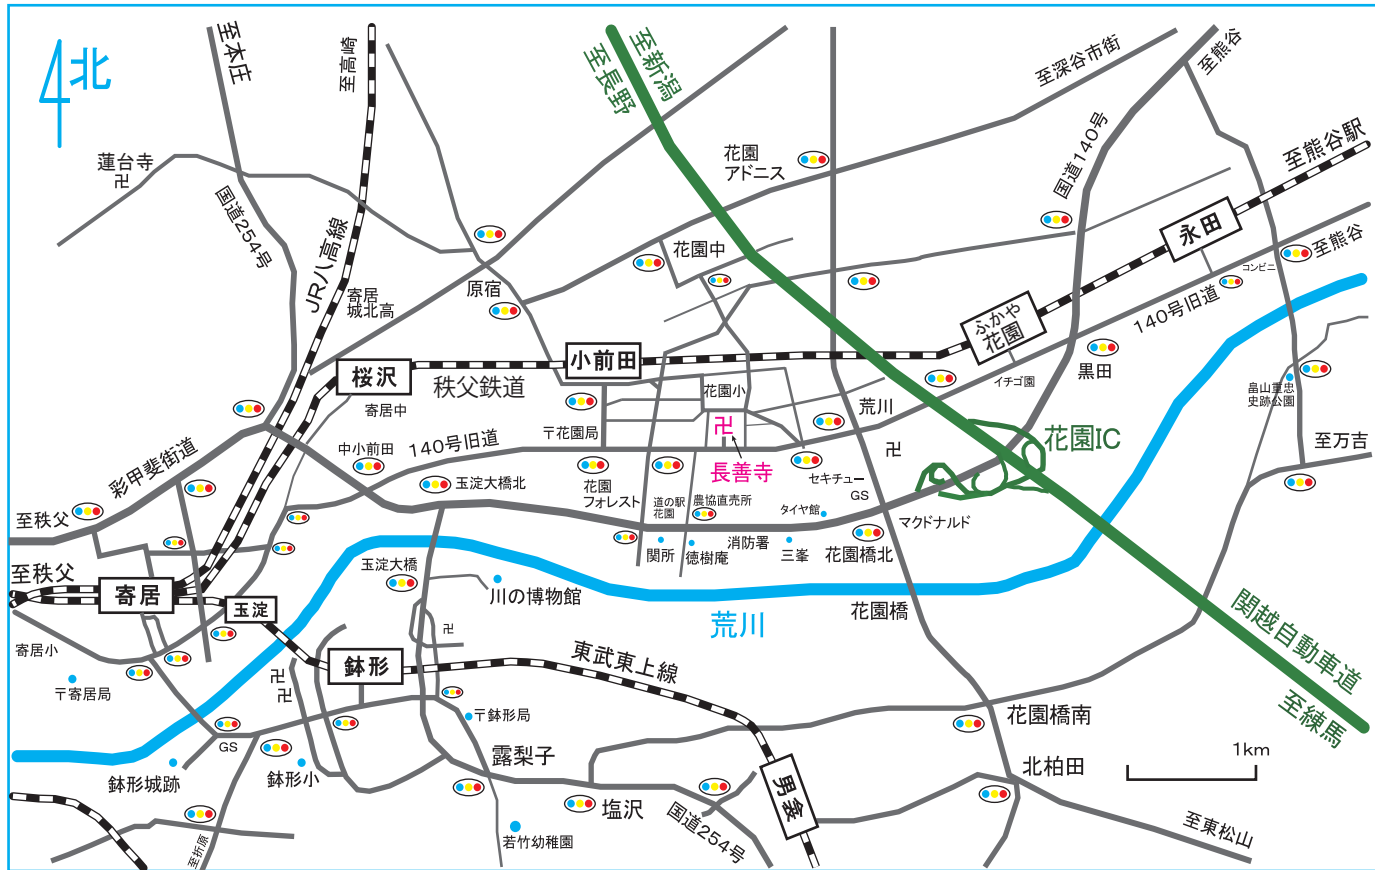 北
至本庄
至高崎
至新潟
至長野
至深谷市街
至熊谷
国道140号
至熊谷駅
蓮台寺
国道254号
JR八高線
花園
アドニス
花園中
永田
至熊谷
コンビニ
原宿
寄居
城北高
140号旧道
ふかや
花園
イチゴ園
黒田
小前田
桜沢
秩父鉄道
寄居中
花園小
荒川
畠山重忠
史跡公園
彩甲斐街道
中小前田
140号旧道
〒花園局
長善寺
花園IC
至万吉
至秩父
玉淀大橋北
花園
フォレスト
道の駅
花園
農協直売所
セキチュー
GS
タイヤ館
マクドナルド
関所
徳樹庵
消防署
三峯
花園橋北
至秩父
寄居
玉淀
玉淀大橋
川の博物館
荒川
花園橋
関越自動車道
至練馬
寄居小
〒寄居局
鉢形
東武東上線
〒鉢形局
花園橋南
1km
GS
鉢形城跡
鉢形小
露梨子
塩沢
国道254号
男衾
北柏田
至東松山
至折原
若竹幼稚園